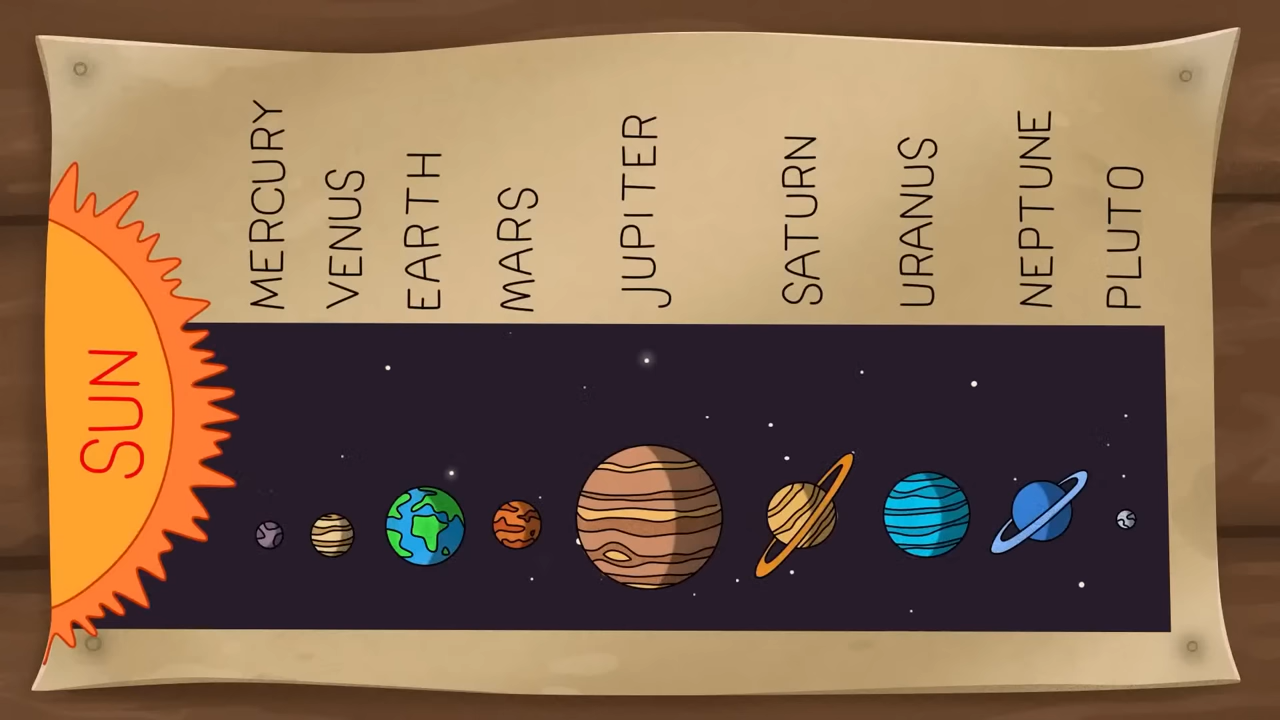 SUN
MERCURY
VENUS
EARTH
MARS
JUPITER
SATURN
URANUS
NEPTUNE
PLUTO